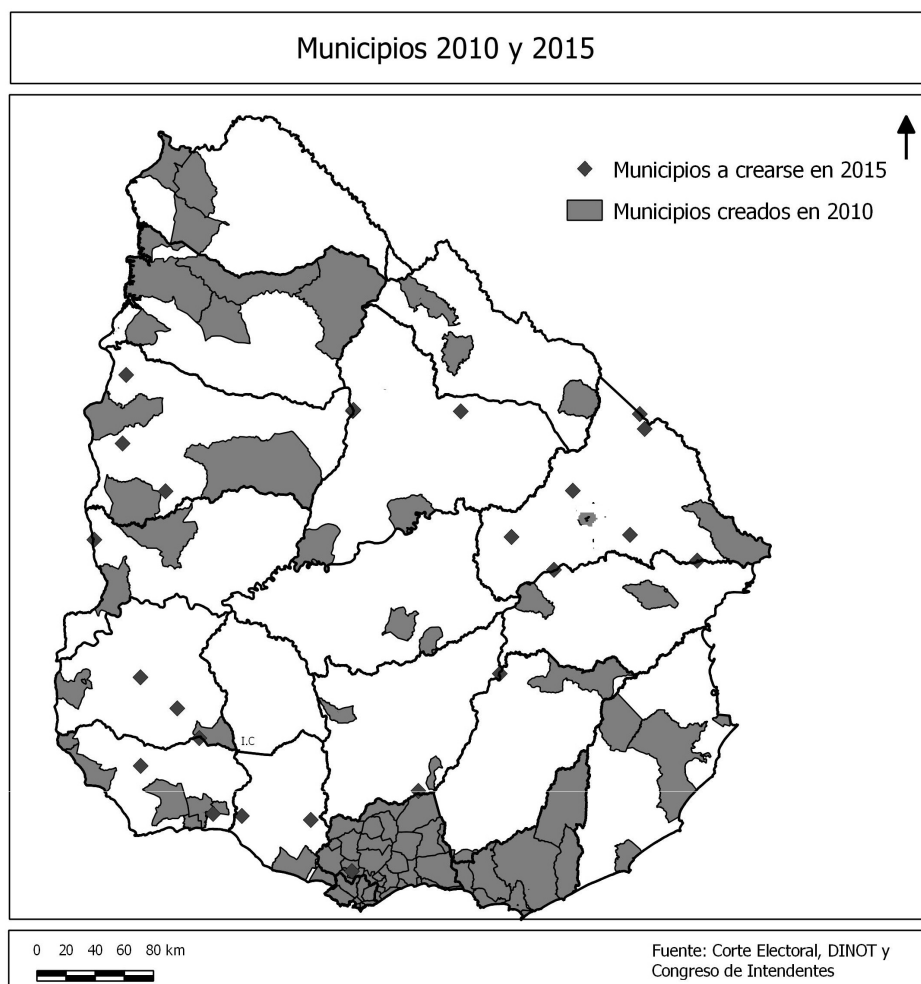 Municipios 2010 y 2015
Municipios a crearse en 2015
Municipios creados en 2010
I.C
0 20 40 60 80 km
Fuente: Corte Electoral, DINOT y
Congreso de Intendentes